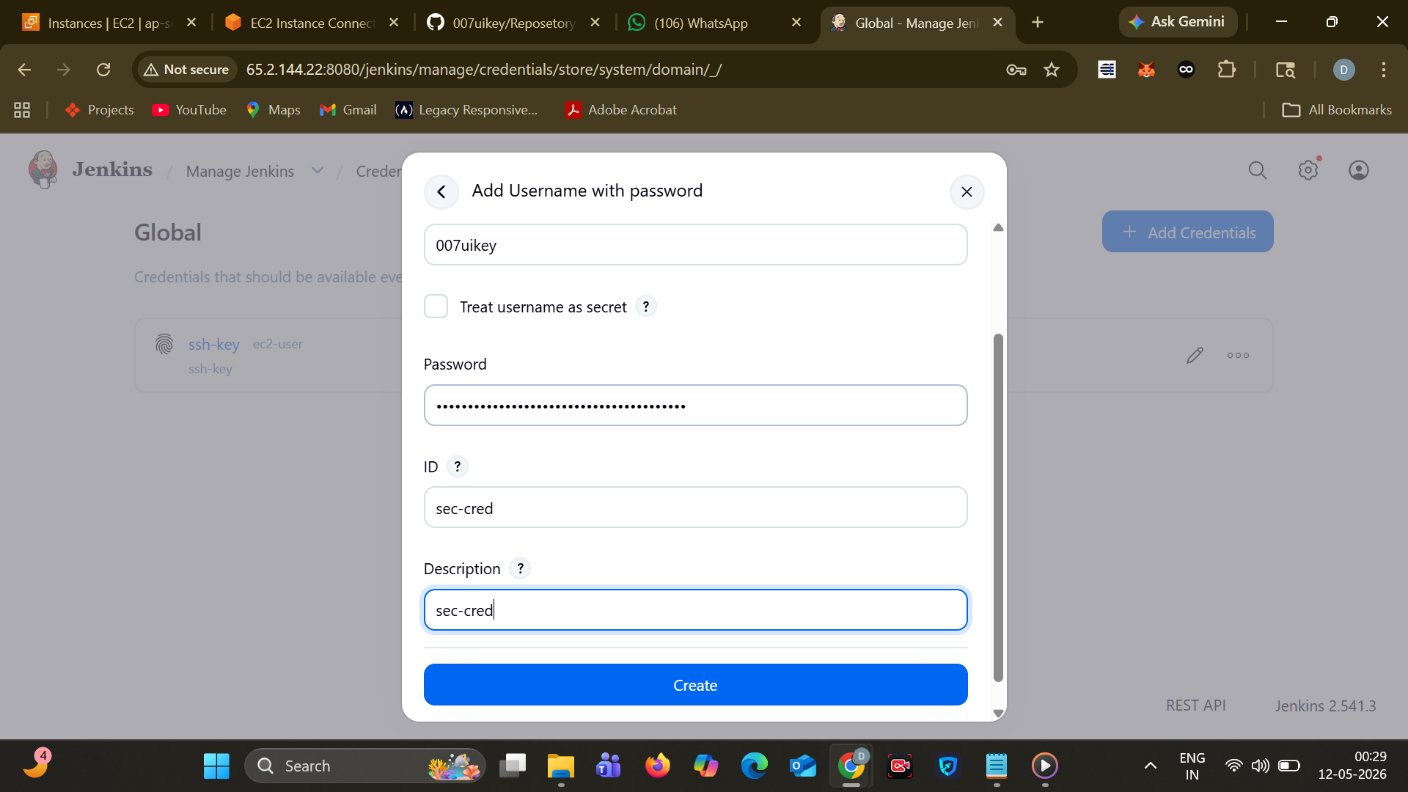 Instances | EC2 | ap-s
EC2 Instance Connect
007uikey/Reposetory
(106) WhatsApp
Global - Manage Jen
Ask Gemini
Not secure
65.2.144.22:8080/jenkins/manage/credentials/store/system/domain/_/
D
Projects
YouTube
Maps
Gmail
(A)
Legacy Responsive...
Adobe Acrobat
All Bookmarks
Jenkins / Manage Jenkins / Creder
Add Username with password
Global
+ Add Credentials
007uikey
Credentials that should be available eve
Treat username as secret ?
ssh-key ec2-user
ssh-key
Password
••••••••••••••••••••••••••••••••••••••••
ID ?
sec-cred
Description ?
sec-cred
Create
REST API
Jenkins 2.541.3
4
Search
D
ENG
IN
00:29
12-05-2026